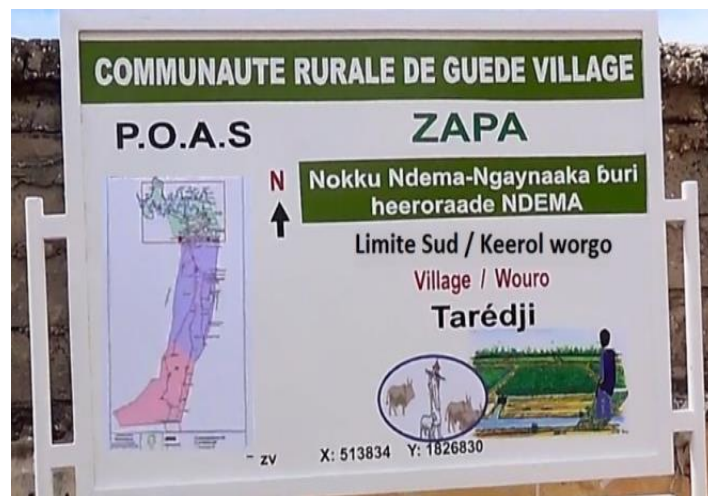 COMMUNAUTE RURALE DE GUEDE VILLAGE
P.O.A.S
ZAPA
N
Nokku Ndema-Ngaynaaka ɓuri
heeroraade NDEMA
Limite Sud / Keerol worgo
Village / Wouro
Tarédji
- ZV
X: 513834 Y: 1826830